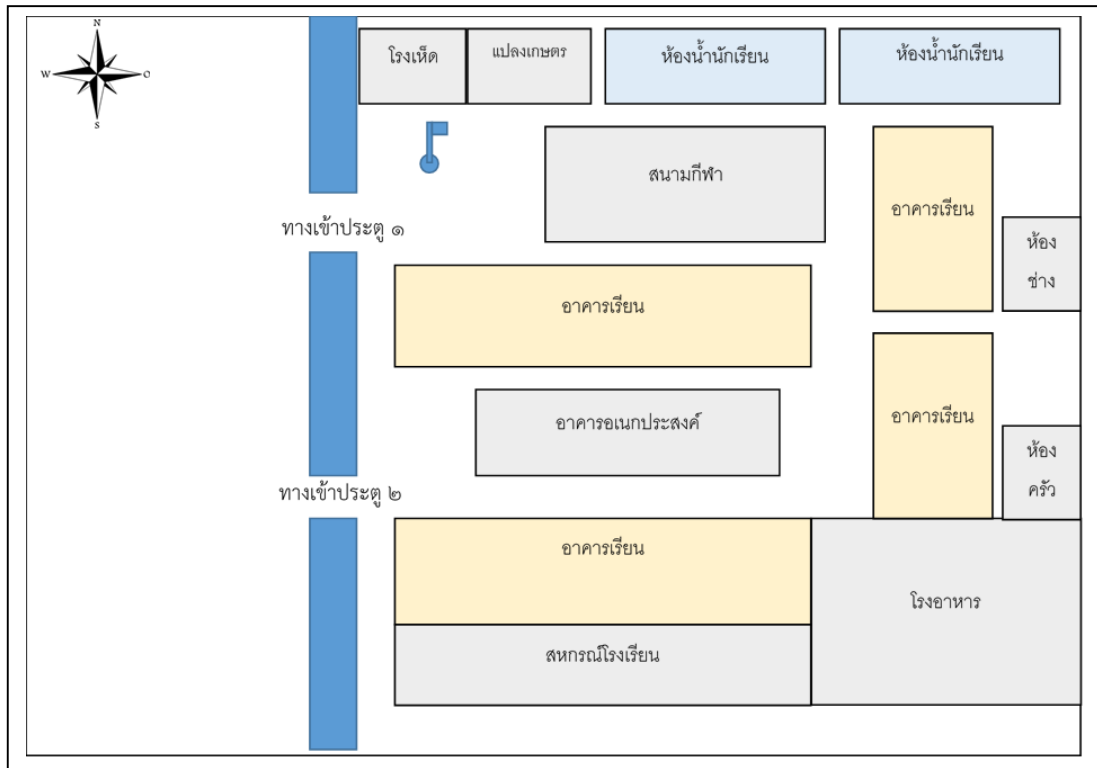 N
W
O
S
โรงเห็ด
แปลงเกษตร
ห้องน้ำนักเรียน
ห้องน้ำนักเรียน
สนามกีฬา
อาคารเรียน
ทางเข้าประตู ๑
ห้อง
ช่าง
อาคารเรียน
อาคารอเนกประสงค์
อาคารเรียน
ห้อง
ครัว
ทางเข้าประตู ๒
อาคารเรียน
โรงอาหาร
สหกรณ์โรงเรียน